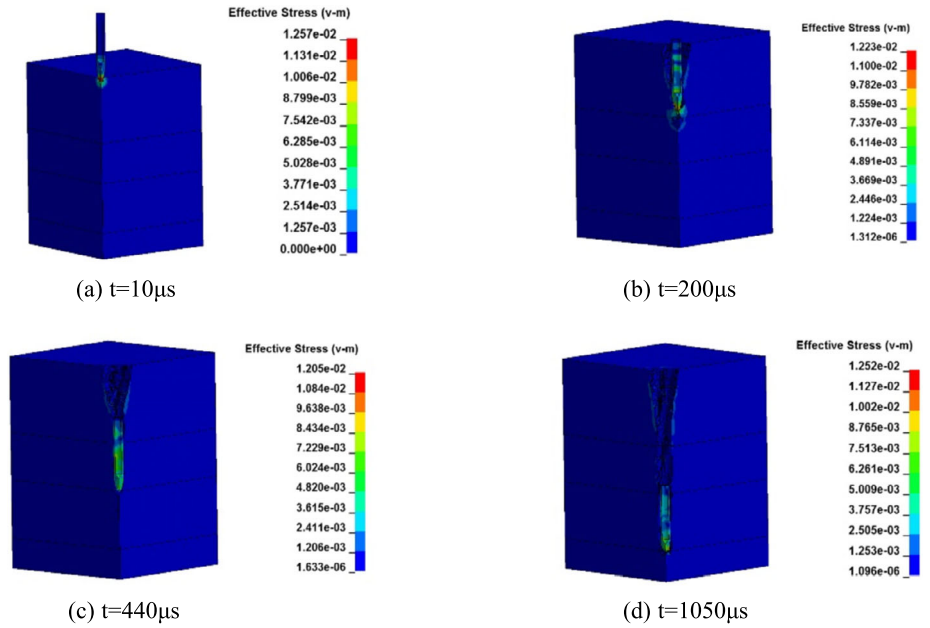 Effective Stress (v-m)
1.257e-02
1.131e-02
1.006e-02
8.799e-03
7.542e-03
6.285e-03
5.028e-03
3.771e-03
2.514e-03
1.257e-03
0.000e+00
(a) t=10μs
Effective Stress (v-m)
1.223e-02
1.100e-02
9.782e-03
8.559e-03
7.337e-03
6.114e-03
4.891e-03
3.669e-03
2.446e-03
1.224e-03
1.312e-06
(b) t=200μs
Effective Stress (v-m)
1.205e-02
1.084e-02
9.638e-03
8.434e-03
7.229e-03
6.024e-03
4.820e-03
3.615e-03
2.411e-03
1.206e-03
1.633e-06
(c) t=440μs
Effective Stress (v-m)
1.252e-02
1.127e-02
1.002e-02
8.765e-03
7.513e-03
6.261e-03
5.009e-03
3.757e-03
2.505e-03
1.253e-03
1.096e-06
(d) t=1050μs